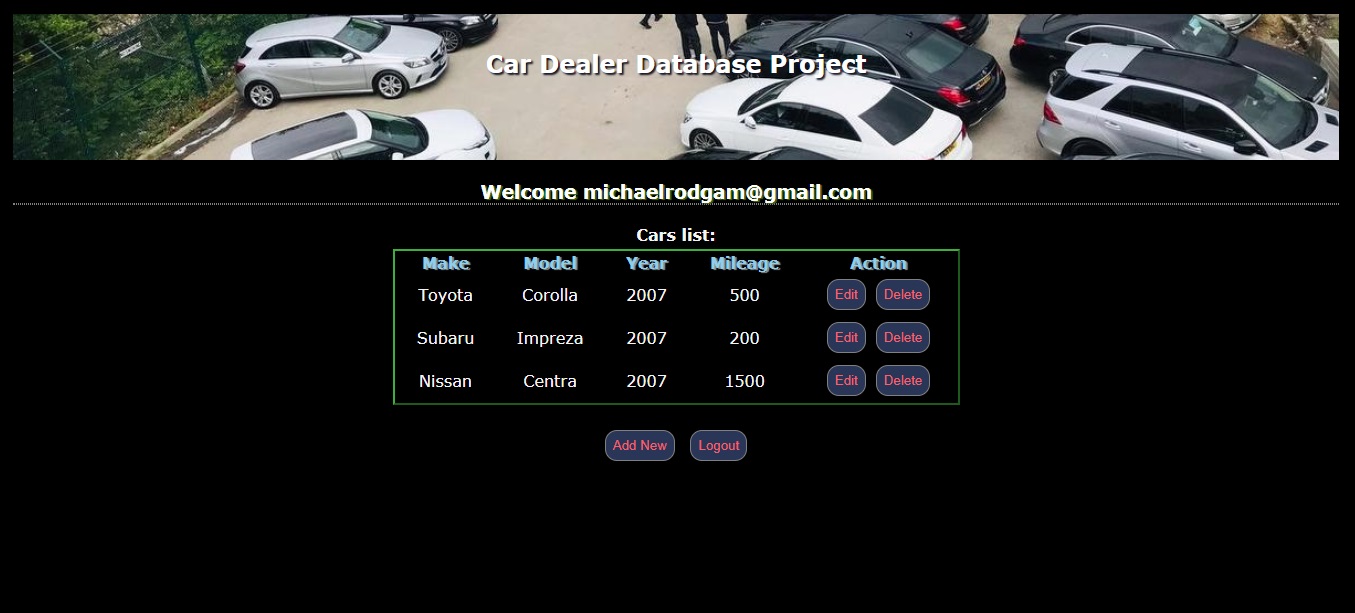 Car Dealer Database Project
Welcome michaelrodgam@gmail.com
Cars list:
Make Model Year Mileage Action
Toyota Corolla 2007 500 Edit Delete
Subaru Impreza 2007 200 Edit Delete
Nissan Centra 2007 1500 Edit Delete
Add New Logout